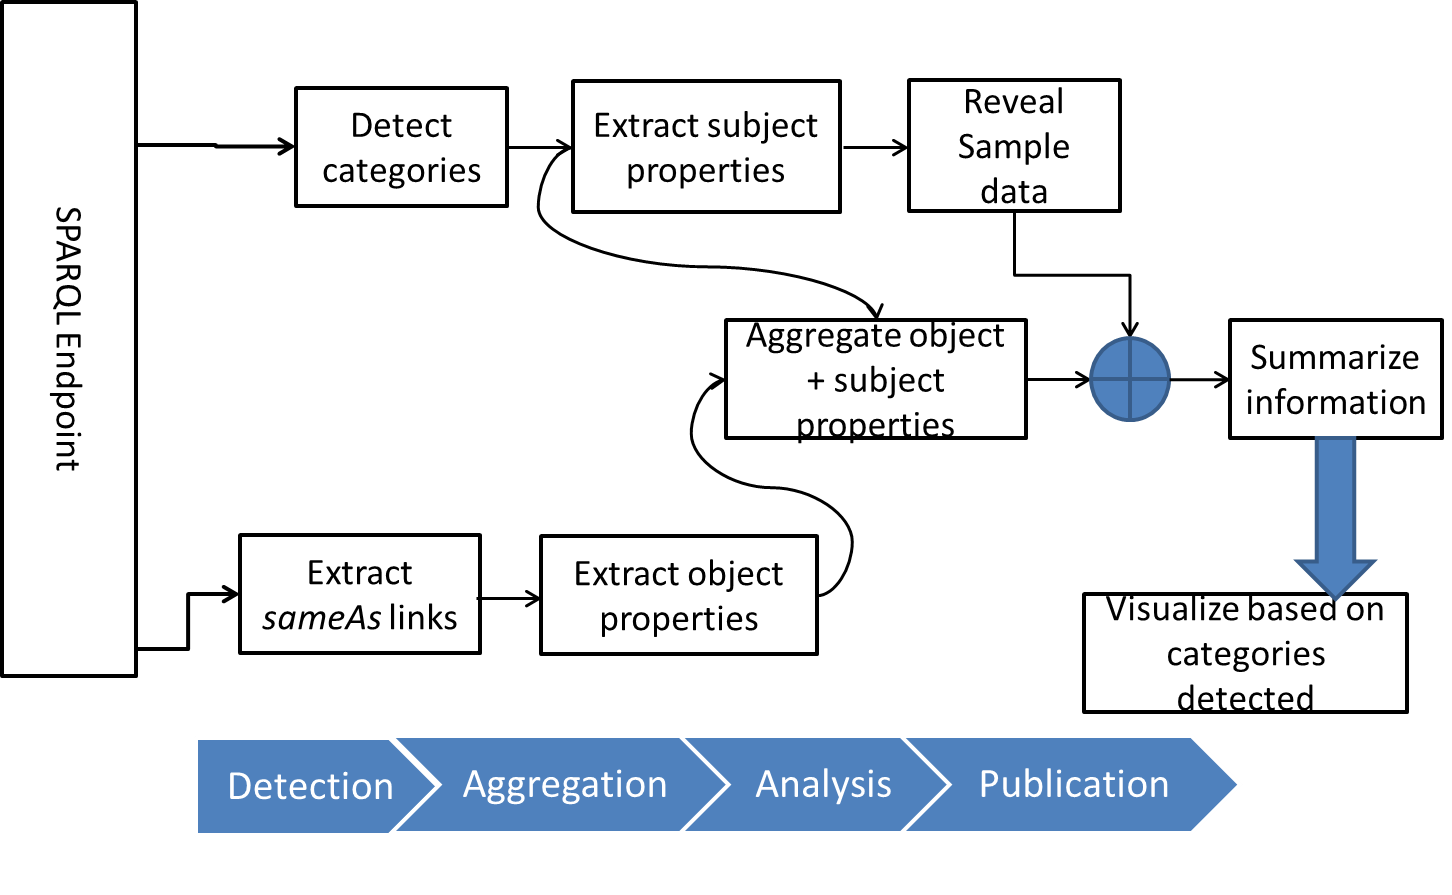 SPARQL Endpoint
Detect
categories
Extract subject
properties
Reveal
Sample
data
Aggregate object
+ subject
properties
Summarize
information
Extract
sameAs links
Extract object
properties
Visualize based on
categories
detected
Detection
Aggregation
Analysis
Publication